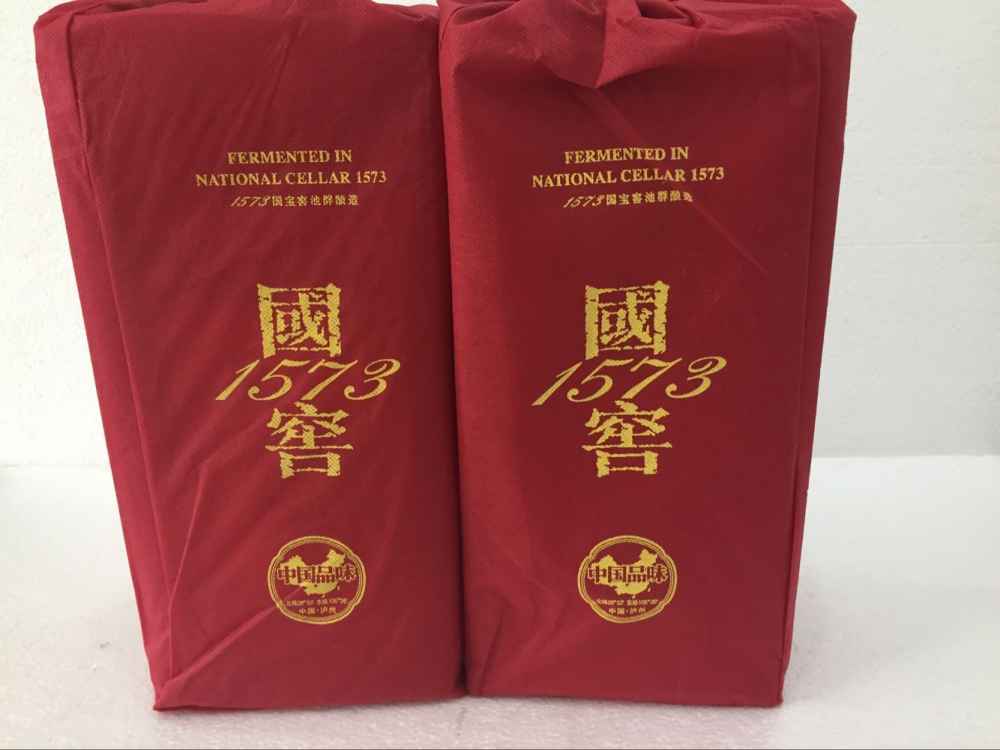 FERMENTED IN
NATIONAL CELLAR 1573
1573国宝窖池群酿造
國
1573
窖
中国品味
中国·泸州
FERMENTED IN
NATIONAL CELLAR 1573
1573国宝窖池群酿造
國
1573
窖
中国品味
中国·泸州